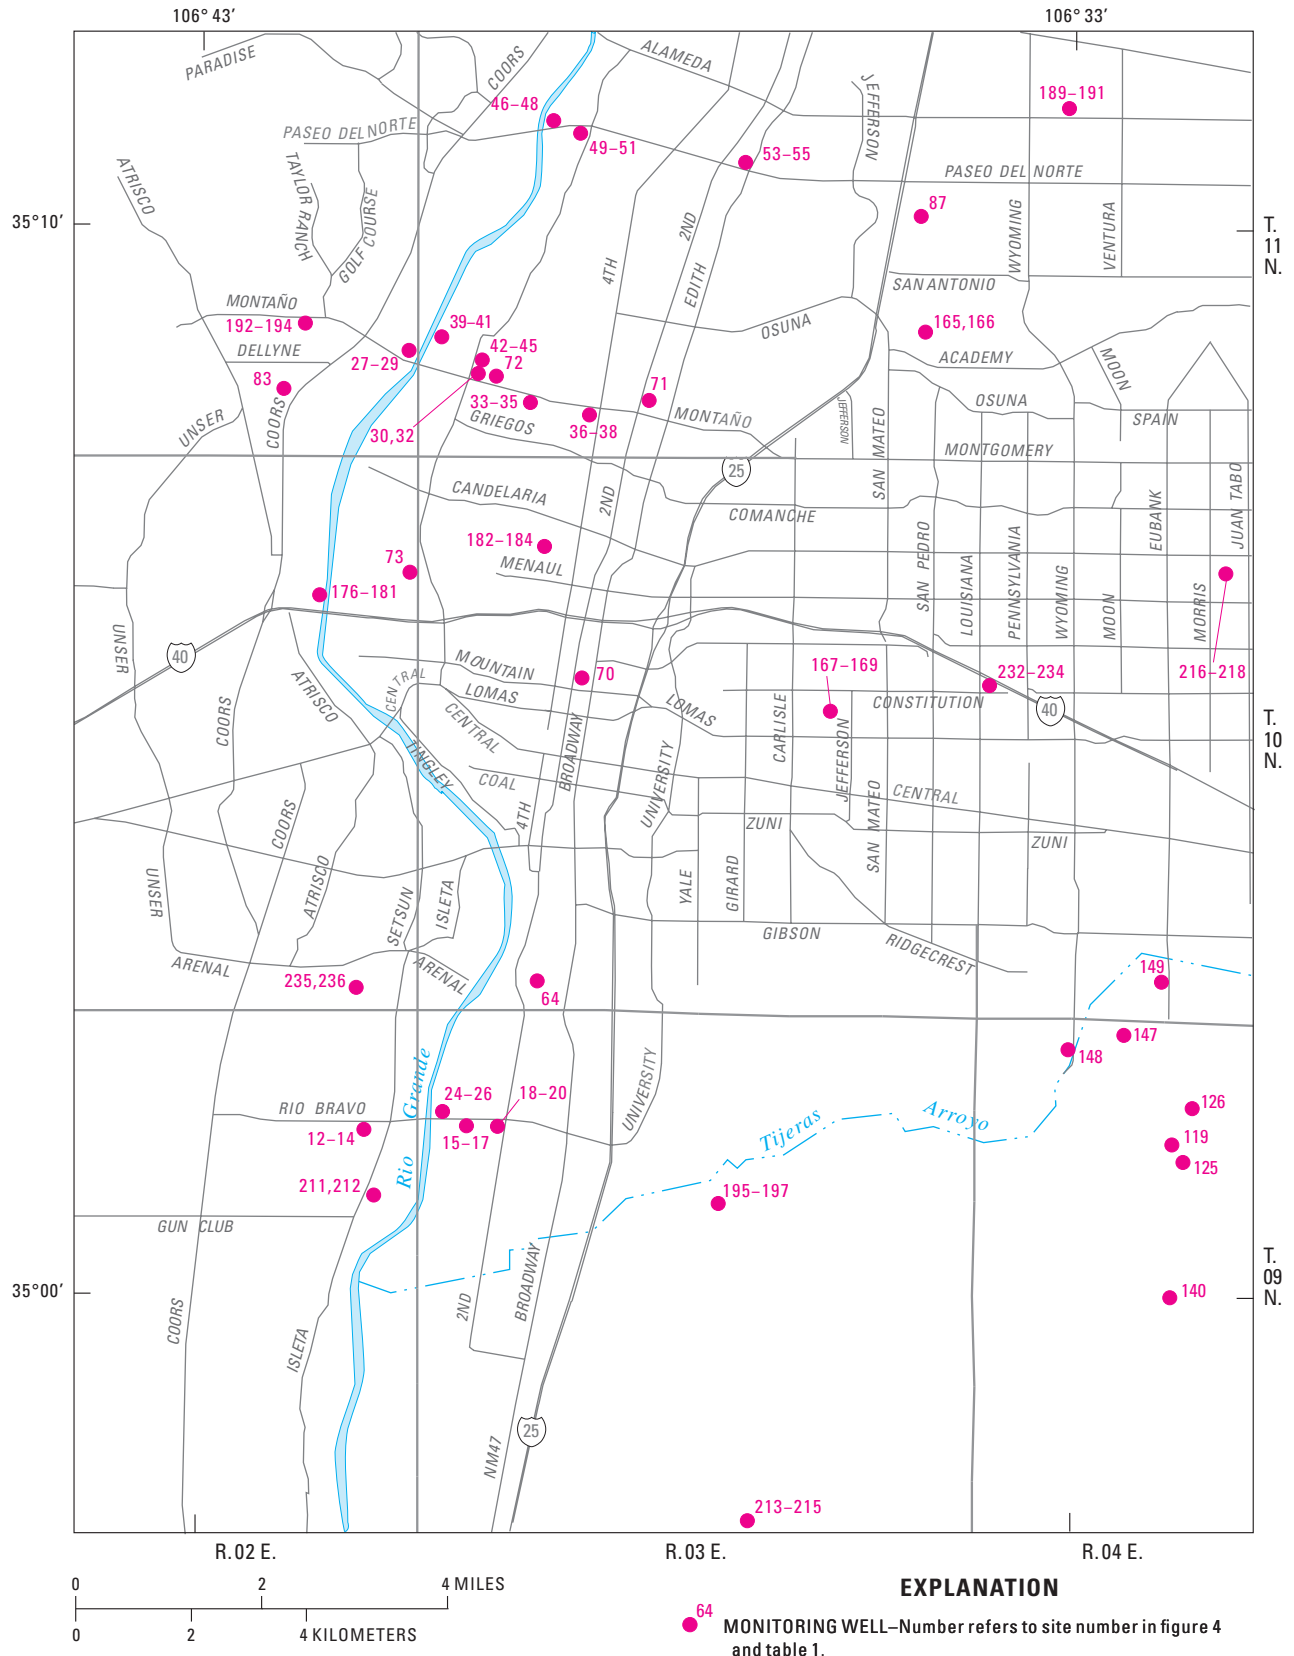 106° 43′
106° 33′
PARADISE
COORS
ALAMEDA
JEFFERSON
46–48
189–191
PASEO DEL NORTE
49–51
53–55
ATRISCO
TAYLOR RANCH
PASEO DEL NORTE
GOLF COURSE
87
WYOMING
VENTURA
35°10′
T.
11
N.
4TH
2ND
EDITH
SAN ANTONIO
MONTAÑO
192–194
39–41
OSUNA
165,166
DELLYNE
27–29
42–45
72
ACADEMY
MOON
83
33–35
71
OSUNA
UNSER
COORS
30,32
GRIEGOS
36–38
MONTAÑO
JEFFERSON
SAN MATEO
SPAIN
MONTGOMERY
25
CANDELARIA
2ND
COMANCHE
EUBANK
JUAN TABO
182–184
73
MENAUL
SAN PEDRO
LOUISIANA
PENNSYLVANIA
WYOMING
MOON
MORRIS
176–181
UNSER
40
MOUNTAIN
ATRISCO
CENTRAL
LOMAS
70
167–169
232–234
216–218
COORS
CENTRAL
LOMAS
CARLISLE
CONSTITUTION
40
T.
10
N.
TINGLEY
COAL
BROADWAY
UNIVERSITY
JEFFERSON
CENTRAL
COORS
4TH
ZUNI
SAN MATEO
ZUNI
UNSER
ATRISCO
SETSUN
ISLETA
YALE
GIRARD
GIBSON
RIDGECREST
ARENAL
ARENAL
235,236
64
149
147
148
Rio Grande
24–26
18–20
UNIVERSITY
RIO BRAVO
12–14
15–17
Tijeras
Arroyo
126
119
125
211,212
195–197
GUN CLUB
BROADWAY
T.
09
N.
35°00′
140
COORS
ISLETA
2ND
25
NM47
213–215
R.02 E.
R.03 E.
R.04 E.
0 2 4 MILES
0 2 4 KILOMETERS
EXPLANATION
64
MONITORING WELL–Number refers to site number in figure 4
and table 1.